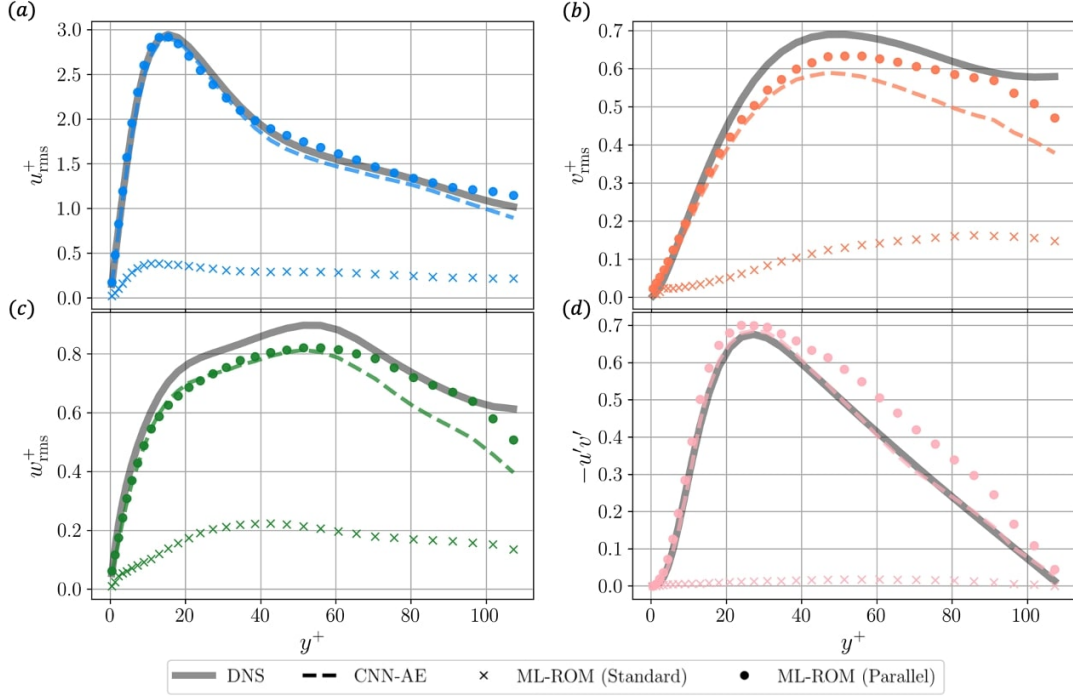 (a)
3.0
2.5
2.0
1.5
1.0
0.5
0.0
u⁺rms
(b)
0.7
0.6
0.5
0.4
0.3
0.2
0.1
0.0
v⁺rms
(c)
0.8
0.6
0.4
0.2
0.0
w⁺rms
0 20 40 60 80 100
y⁺
(d)
0.7
0.6
0.5
0.4
0.3
0.2
0.1
0.0
−u′v′
0 20 40 60 80 100
y⁺
DNS CNN-AE ML-ROM (Standard) ML-ROM (Parallel)